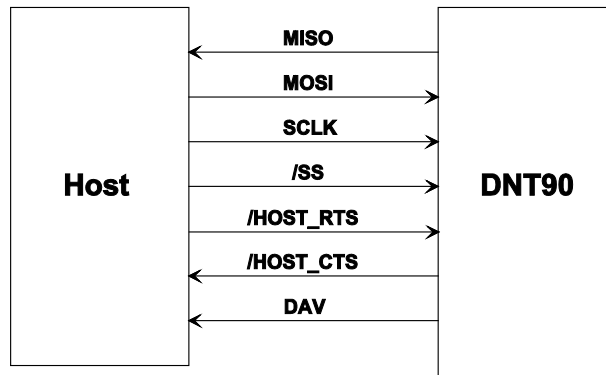 MISO
MOSI
SCLK
/SS
Host
DNT90
/HOST_RTS
/HOST_CTS
DAV